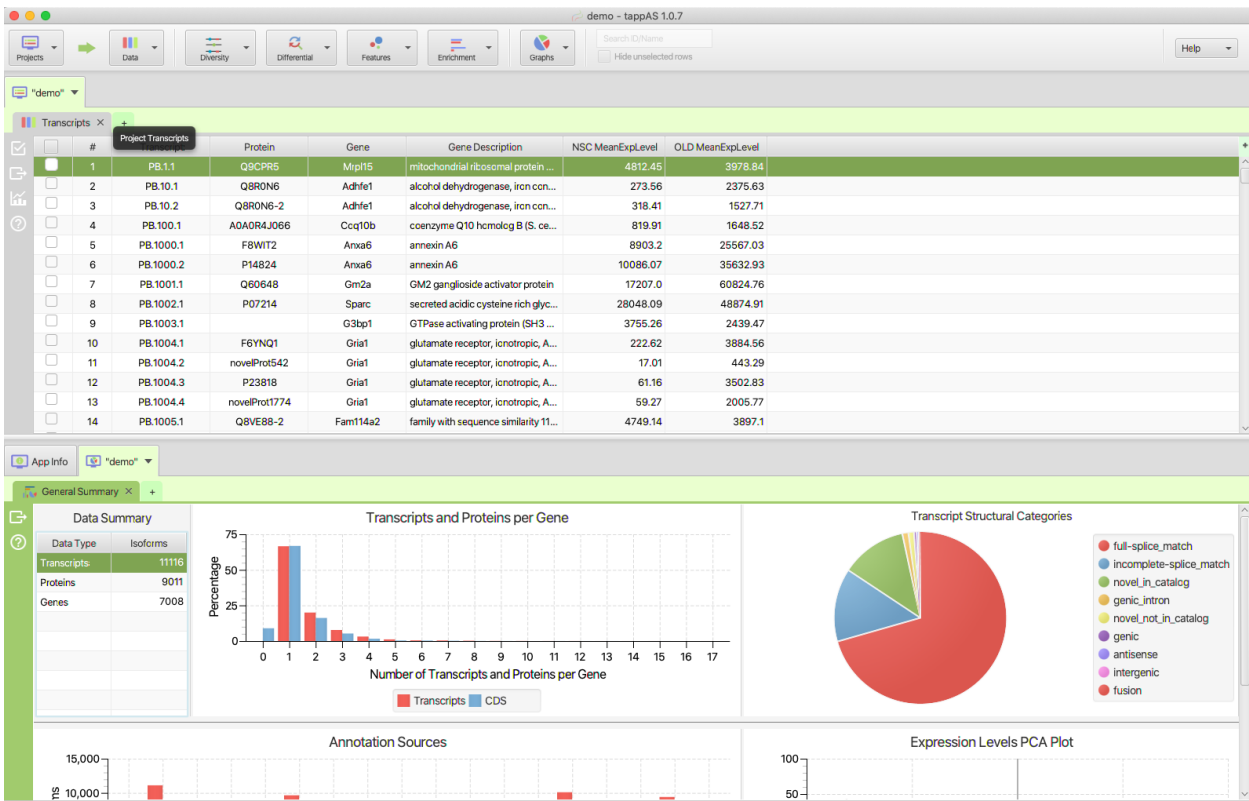 demo - tappAS 1.0.7
Projects Data Diversity Differential Features Enrichment Graphs Search ID/Name Hide unselected rows Help
"demo"
Transcripts × +
Project Transcripts
# Protein Gene Gene Description NSC MeanExpLevel OLD MeanExpLevel
1 PB.1.1 Q9CPR5 Mrpl15 mitochondrial ribosomal protein ... 4812.45 3978.84
2 PB.10.1 Q8R0N6 Adhfe1 alcohol dehydrogenase, iron con... 273.56 2375.63
3 PB.10.2 Q8R0N6-2 Adhfe1 alcohol dehydrogenase, iron con... 318.41 1527.71
4 PB.100.1 A0A0R4J066 Coq10b coenzyme Q10 homolog B (S. ce... 819.91 1648.52
5 PB.1000.1 F8WIT2 Anxa6 annexin A6 8903.2 25567.03
6 PB.1000.2 P14824 Anxa6 annexin A6 10086.07 35632.93
7 PB.1001.1 Q60648 Gm2a GM2 ganglioside activator protein 17207.0 60824.76
8 PB.1002.1 P07214 Sparc secreted acidic cysteine rich glyc... 28048.09 48874.91
9 PB.1003.1 G3bp1 GTPase activating protein (SH3 ... 3755.26 2439.47
10 PB.1004.1 F6YNQ1 Gria1 glutamate receptor, ionotropic, A... 222.62 3884.56
11 PB.1004.2 novelProt542 Gria1 glutamate receptor, ionotropic, A... 17.01 443.29
12 PB.1004.3 P23818 Gria1 glutamate receptor, ionotropic, A... 61.16 3502.83
13 PB.1004.4 novelProt1774 Gria1 glutamate receptor, ionotropic, A... 59.27 2005.77
14 PB.1005.1 Q8VE88-2 Fam114a2 family with sequence similarity 11... 4749.14 3897.1
App Info "demo"
General Summary × +
Data Summary
Data Type Isoforms
Transcripts 11116
Proteins 9011
Genes 7008
Transcripts and Proteins per Gene
Percentage
75
50
25
0
0 1 2 3 4 5 6 7 8 9 10 11 12 13 14 15 16 17
Number of Transcripts and Proteins per Gene
Transcripts CDS
Transcript Structural Categories
full-splice_match
incomplete-splice_match
novel_in_catalog
genic_intron
novel_not_in_catalog
genic
antisense
intergenic
fusion
Annotation Sources
15,000
10,000
Expression Levels PCA Plot
100
50